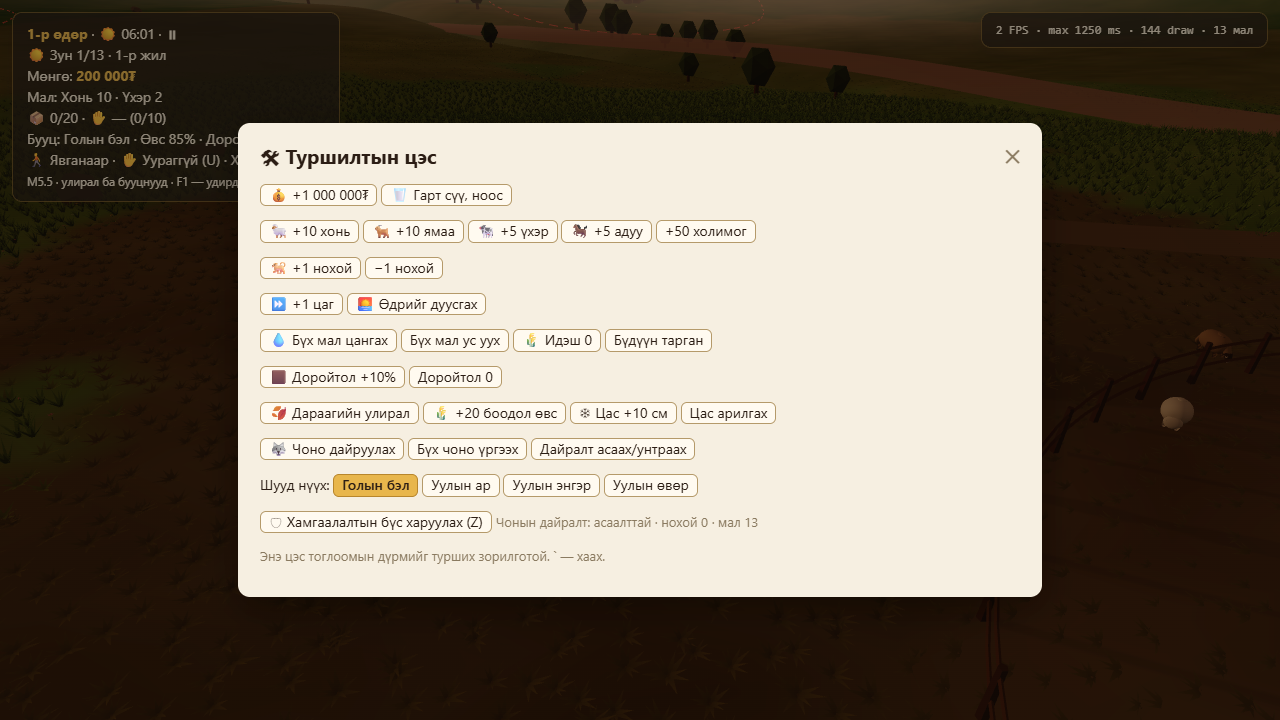 1-р өдөр · 06:01 · ⏸
Зун 1/13 · 1-р жил
Мөнгө: 200 000₮
Мал: Хонь 10 · Үхэр 2
0/20 · — (0/10)
Бууц: Голын бэл · Өвс 85% ·
Явганаар · Уураггүй (U) ·
M5.5 · улирал ба бууцнууд · F1 —
2 FPS · max 1250 ms · 144 draw · 13 мал
🛠 Туршилтын цэс ×
💰 +1 000 000₮ 🥛 Гарт сүү, ноос
🐑 +10 хонь 🐐 +10 ямаа 🐄 +5 үхэр 🐎 +5 адуу +50 холимог
🐕 +1 нохой −1 нохой
⏩ +1 цаг 🌅 Өдрийг дуусгах
💧 Бүх мал цангах Бүх мал ус уух 🌾 Идэш 0 Бүдүүн тарган
🟫 Доройтол +10% Доройтол 0
🍂 Дараагийн улирал 🌾 +20 боодол өвс ❄ Цас +10 см Цас арилгах
🐺 Чоно дайруулах Бүх чоно үргээх Дайралт асаах/унтраах
Шууд нүүх: Голын бэл Уулын ар Уулын энгэр Уулын өвөр
🛡 Хамгаалалтын бүс харуулах (Z) Чонын дайралт: асаалттай · нохой 0 · мал 13
Энэ цэс тоглоомын дүрмийг турших зорилготой. ` — хаах.